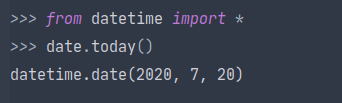 >>> from datetime import *
>>> date.today()
datetime.date(2020, 7, 20)